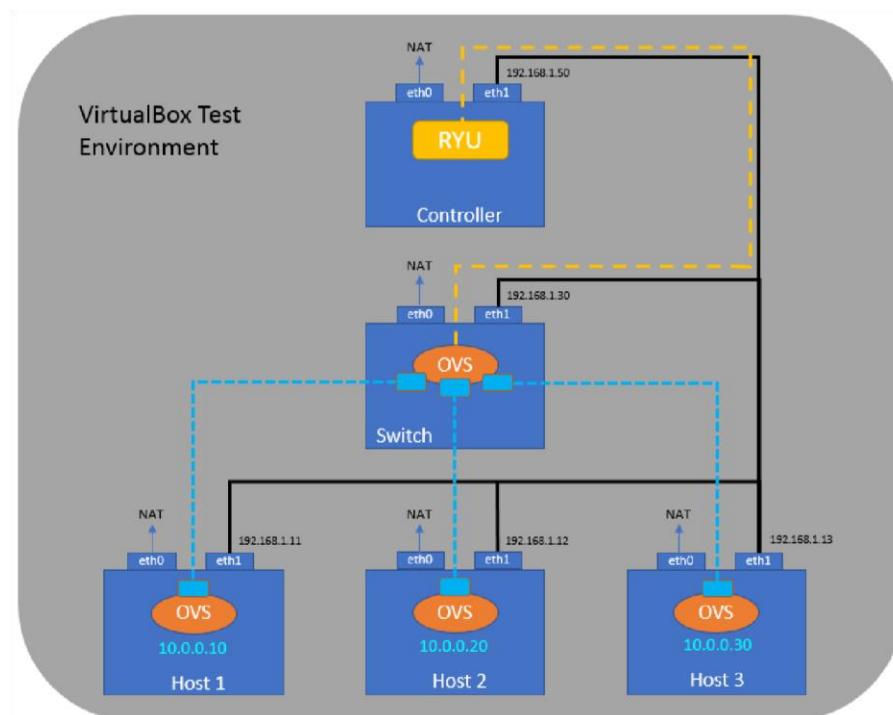 VirtualBox Test
Environment
NAT
192.168.1.50
eth0
eth1
RYU
Controller
NAT
192.168.1.30
eth0
eth1
OVS
Switch
NAT
192.168.1.11
eth0
eth1
OVS
10.0.0.10
Host 1
NAT
192.168.1.12
eth0
eth1
OVS
10.0.0.20
Host 2
NAT
192.168.1.13
eth0
eth1
OVS
10.0.0.30
Host 3